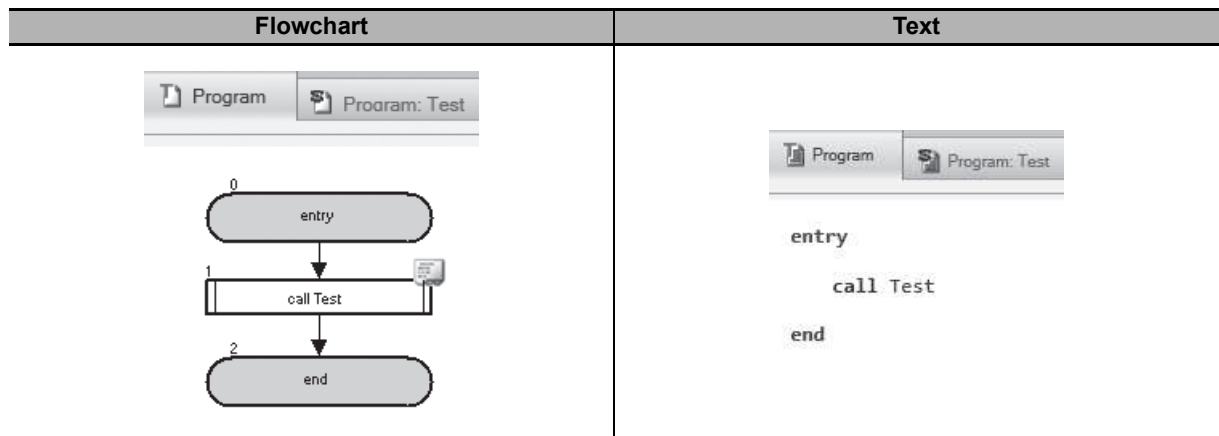 Flowchart
Text
Program
Program: Test
0
entry
1
call Test
2
end
Program
Program: Test
entry
call Test
end